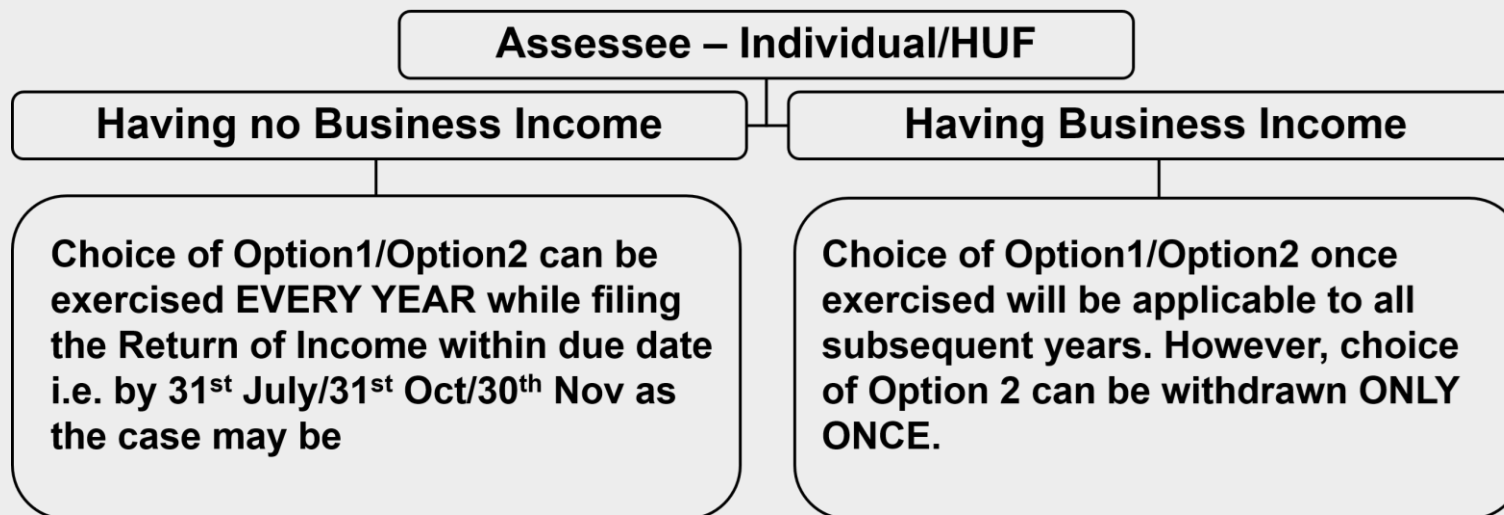 Assessee – Individual/HUF
Having no Business Income
Having Business Income
Choice of Option1/Option2 can be
exercised EVERY YEAR while filing
the Return of Income within due date
i.e. by 31st July/31st Oct/30th Nov as
the case may be
Choice of Option1/Option2 once
exercised will be applicable to all
subsequent years. However, choice
of Option 2 can be withdrawn ONLY
ONCE.